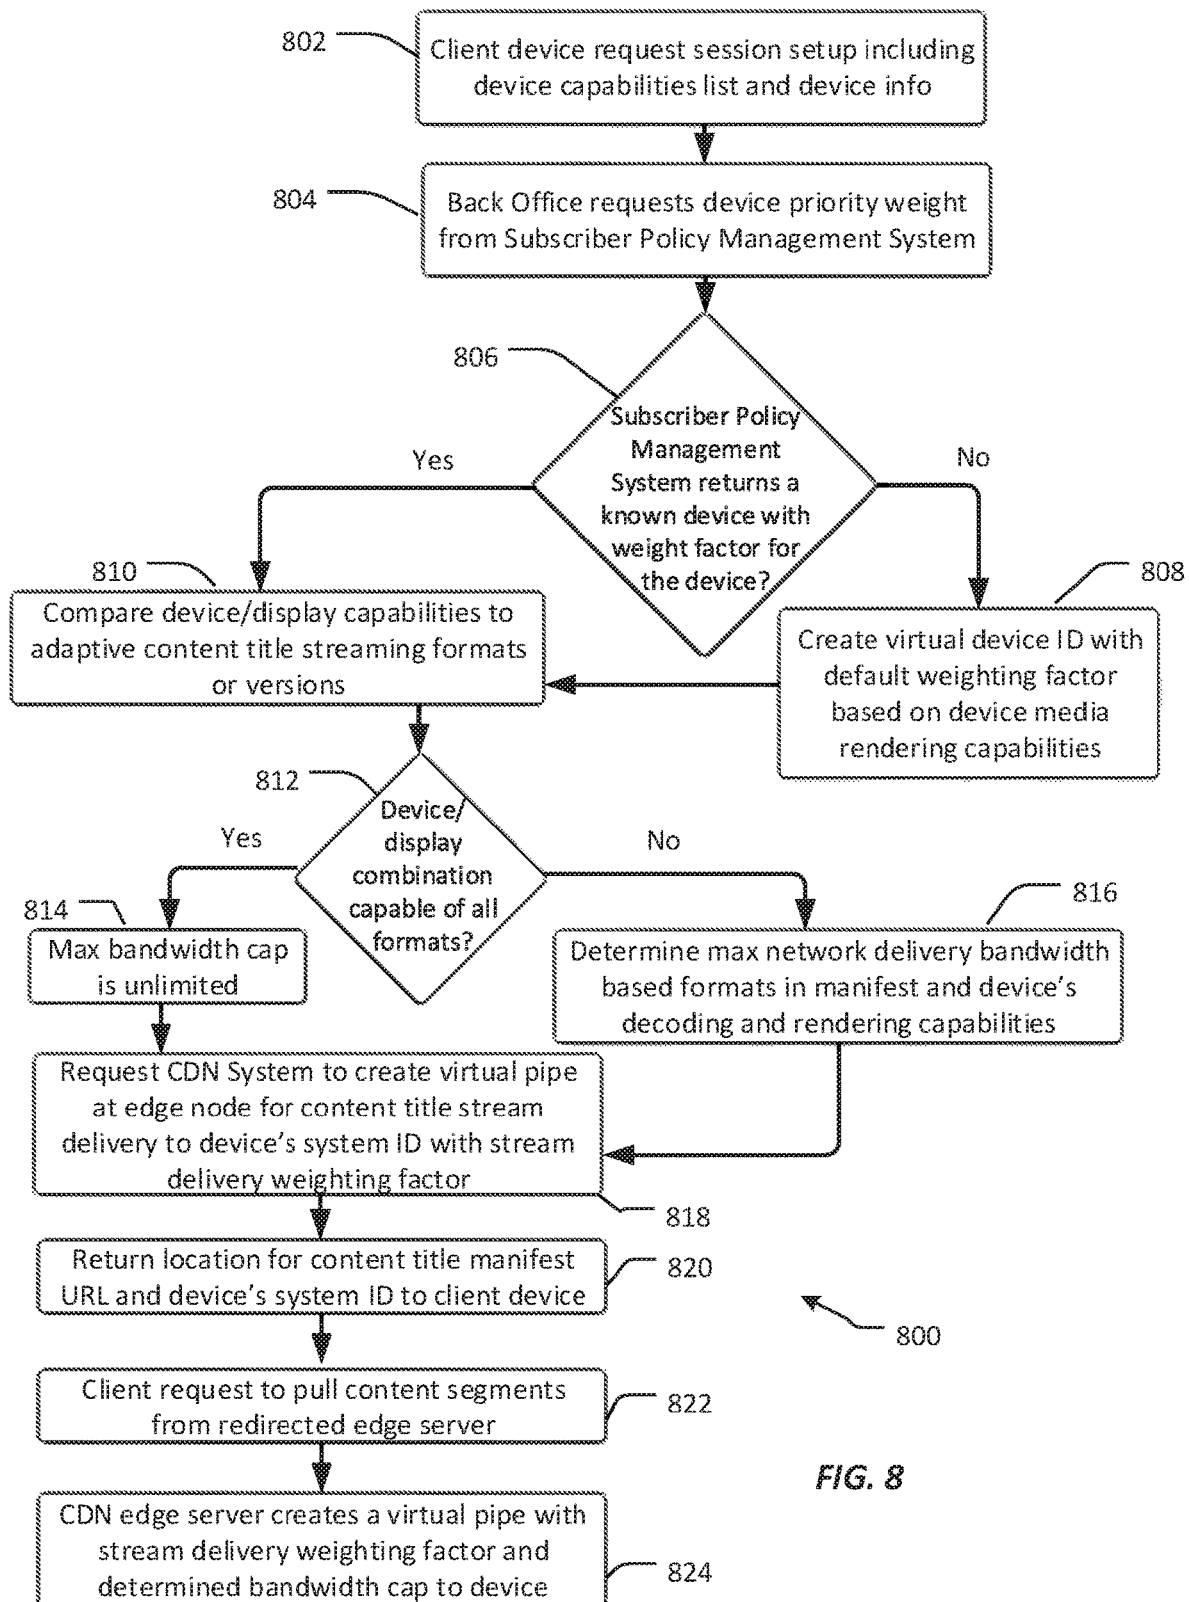 802
Client device request session setup including
device capabilities list and device info
804
Back Office requests device priority weight
from Subscriber Policy Management System
806
Subscriber Policy
Management
System returns a
known device with
weight factor for
the device?
Yes
No
810
Compare device/display capabilities to
adaptive content title streaming formats
or versions
808
Create virtual device ID with
default weighting factor
based on device media
rendering capabilities
812
Device/
display
combination
capable of all
formats?
Yes
No
814
Max bandwidth cap
is unlimited
816
Determine max network delivery bandwidth
based formats in manifest and device's
decoding and rendering capabilities
Request CDN System to create virtual pipe
at edge node for content title stream
delivery to device's system ID with stream
delivery weighting factor
818
Return location for content title manifest
URL and device's system ID to client device
820
800
Client request to pull content segments
from redirected edge server
822
FIG. 8
CDN edge server creates a virtual pipe with
stream delivery weighting factor and
determined bandwidth cap to device
824